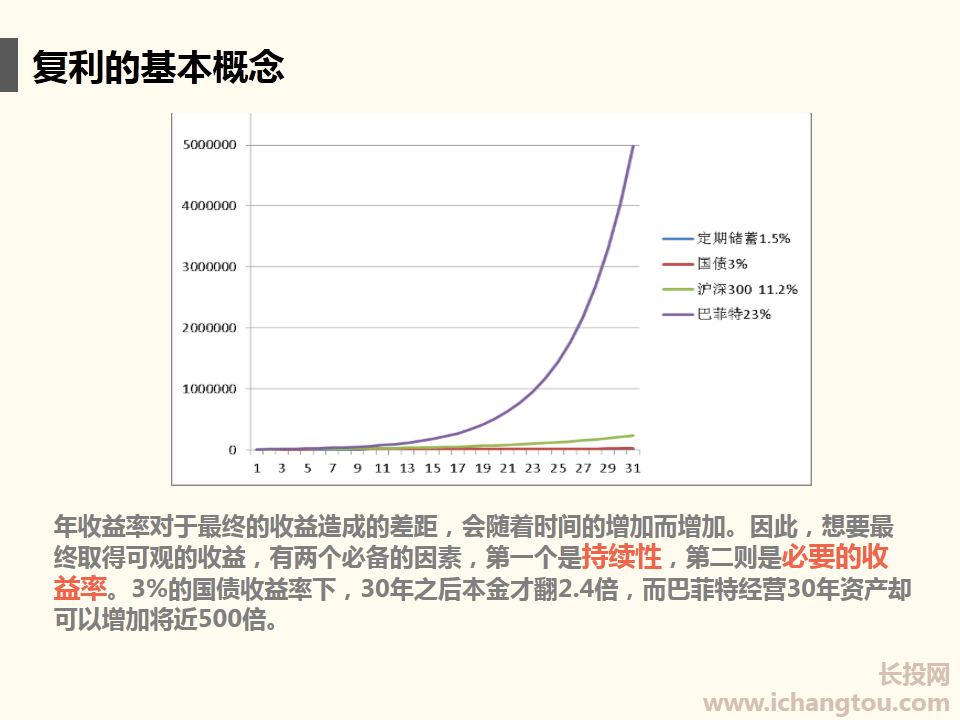 复利的基本概念
5000000
4000000
3000000
2000000
1000000
0
1 3 5 7 9 11 13 15 17 19 21 23 25 27 29 31
定期储蓄1.5%
国债3%
沪深300 11.2%
巴菲特23%
年收益率对于最终的收益造成的差距，会随着时间的增加而增加。因此，想要最
终取得可观的收益，有两个必备的因素，第一个是持续性，第二则是必要的收
益率。3%的国债收益率下，30年之后本金才翻2.4倍，而巴菲特经营30年资产却
可以增加将近500倍。
长投网
www.ichangtou.com